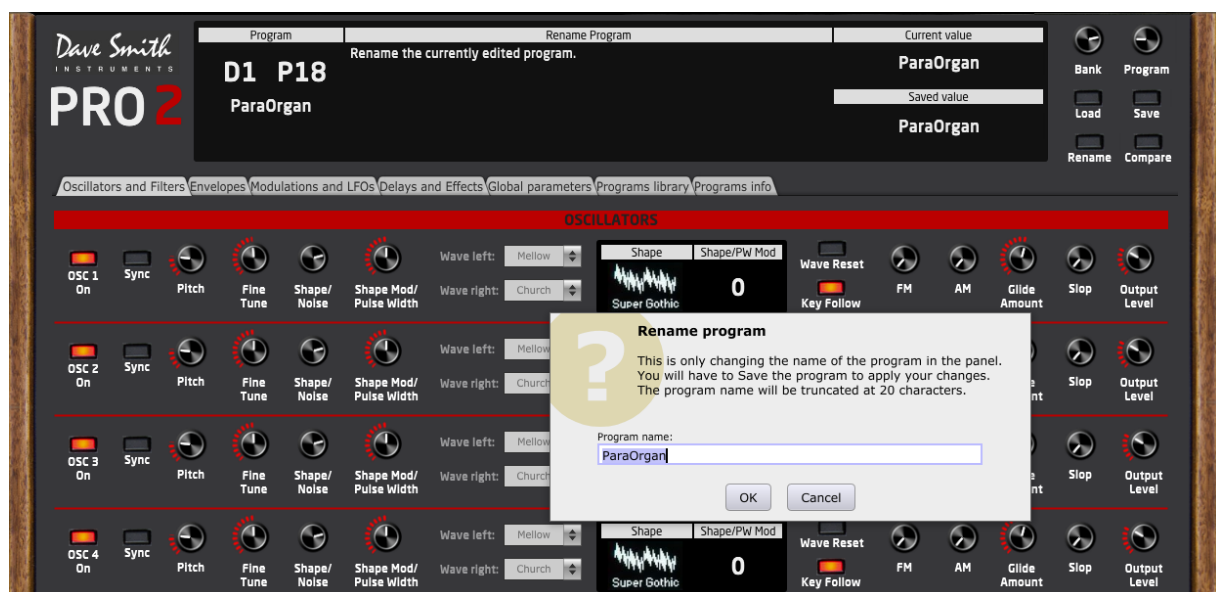 Dave Smith
INSTRUMENTS
PRO 2
Program
D1 P18
ParaOrgan
Rename Program
Rename the currently edited program.
Current value
ParaOrgan
Saved value
ParaOrgan
Bank Program
Load Save
Rename Compare
Oscillators and Filters Envelopes Modulations and LFOs Delays and Effects Global parameters Programs library Programs info
OSCILLATORS
OSC 1
On
Sync
Pitch
Fine
Tune
Shape/
Noise
Shape Mod/
Pulse Width
Wave left: Mellow
Wave right: Church
Shape Shape/PW Mod
0
Super Gothic
Wave Reset
Key Follow
FM
AM
Glide
Amount
Slop
Output
Level
OSC 2
On
Sync
Pitch
Fine
Tune
Shape/
Noise
Shape Mod/
Pulse Width
Wave left: Mellow
Wave right: Church
Slop
Output
Level
OSC 3
On
Sync
Pitch
Fine
Tune
Shape/
Noise
Shape Mod/
Pulse Width
Wave left: Mellow
Wave right: Church
Slop
Output
Level
Rename program
This is only changing the name of the program in the panel.
You will have to Save the program to apply your changes.
The program name will be truncated at 20 characters.
Program name:
ParaOrgan
OK Cancel
OSC 4
On
Sync
Pitch
Fine
Tune
Shape/
Noise
Shape Mod/
Pulse Width
Wave left: Mellow
Wave right: Church
Shape Shape/PW Mod
0
Super Gothic
Wave Reset
Key Follow
FM
AM
Glide
Amount
Slop
Output
Level